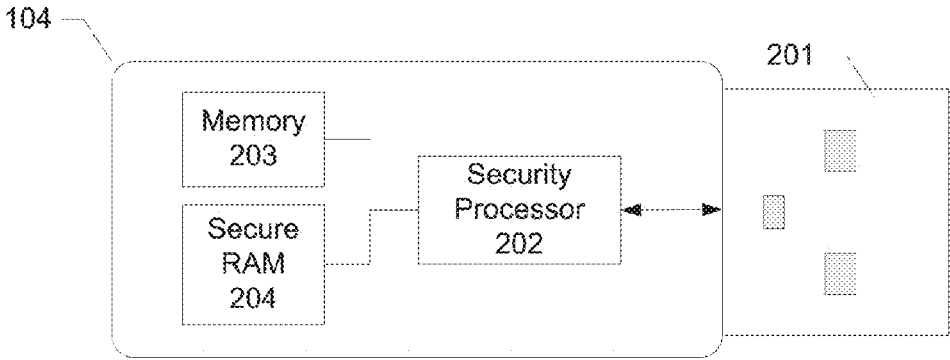 104
201
Memory
203
Security
Processor
202
Secure
RAM
204